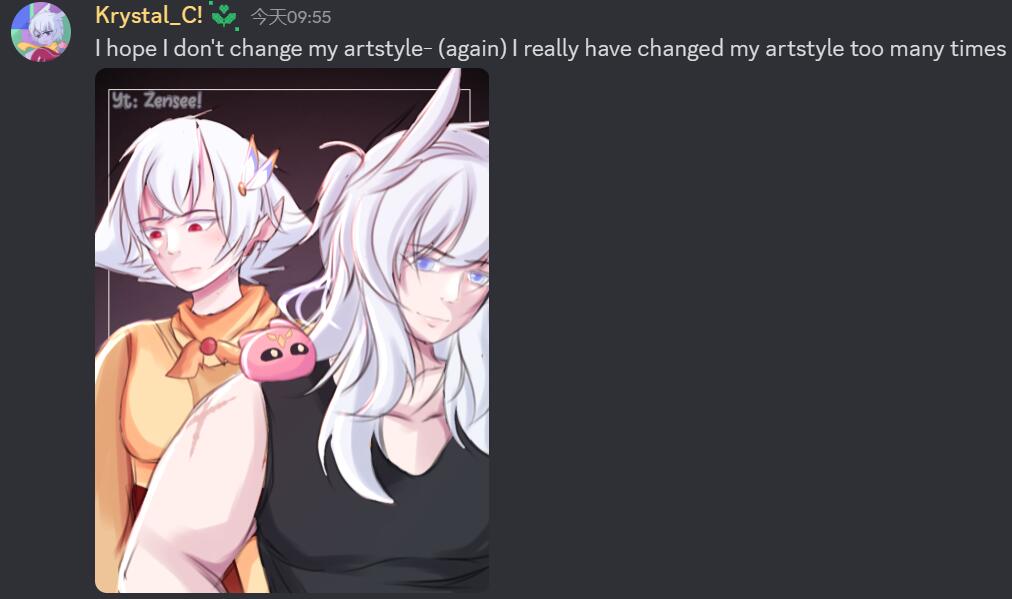 Krystal_C! 今天09:55
I hope I don't change my artstyle- (again) I really have changed my artstyle too many times
Yt: Zensee!